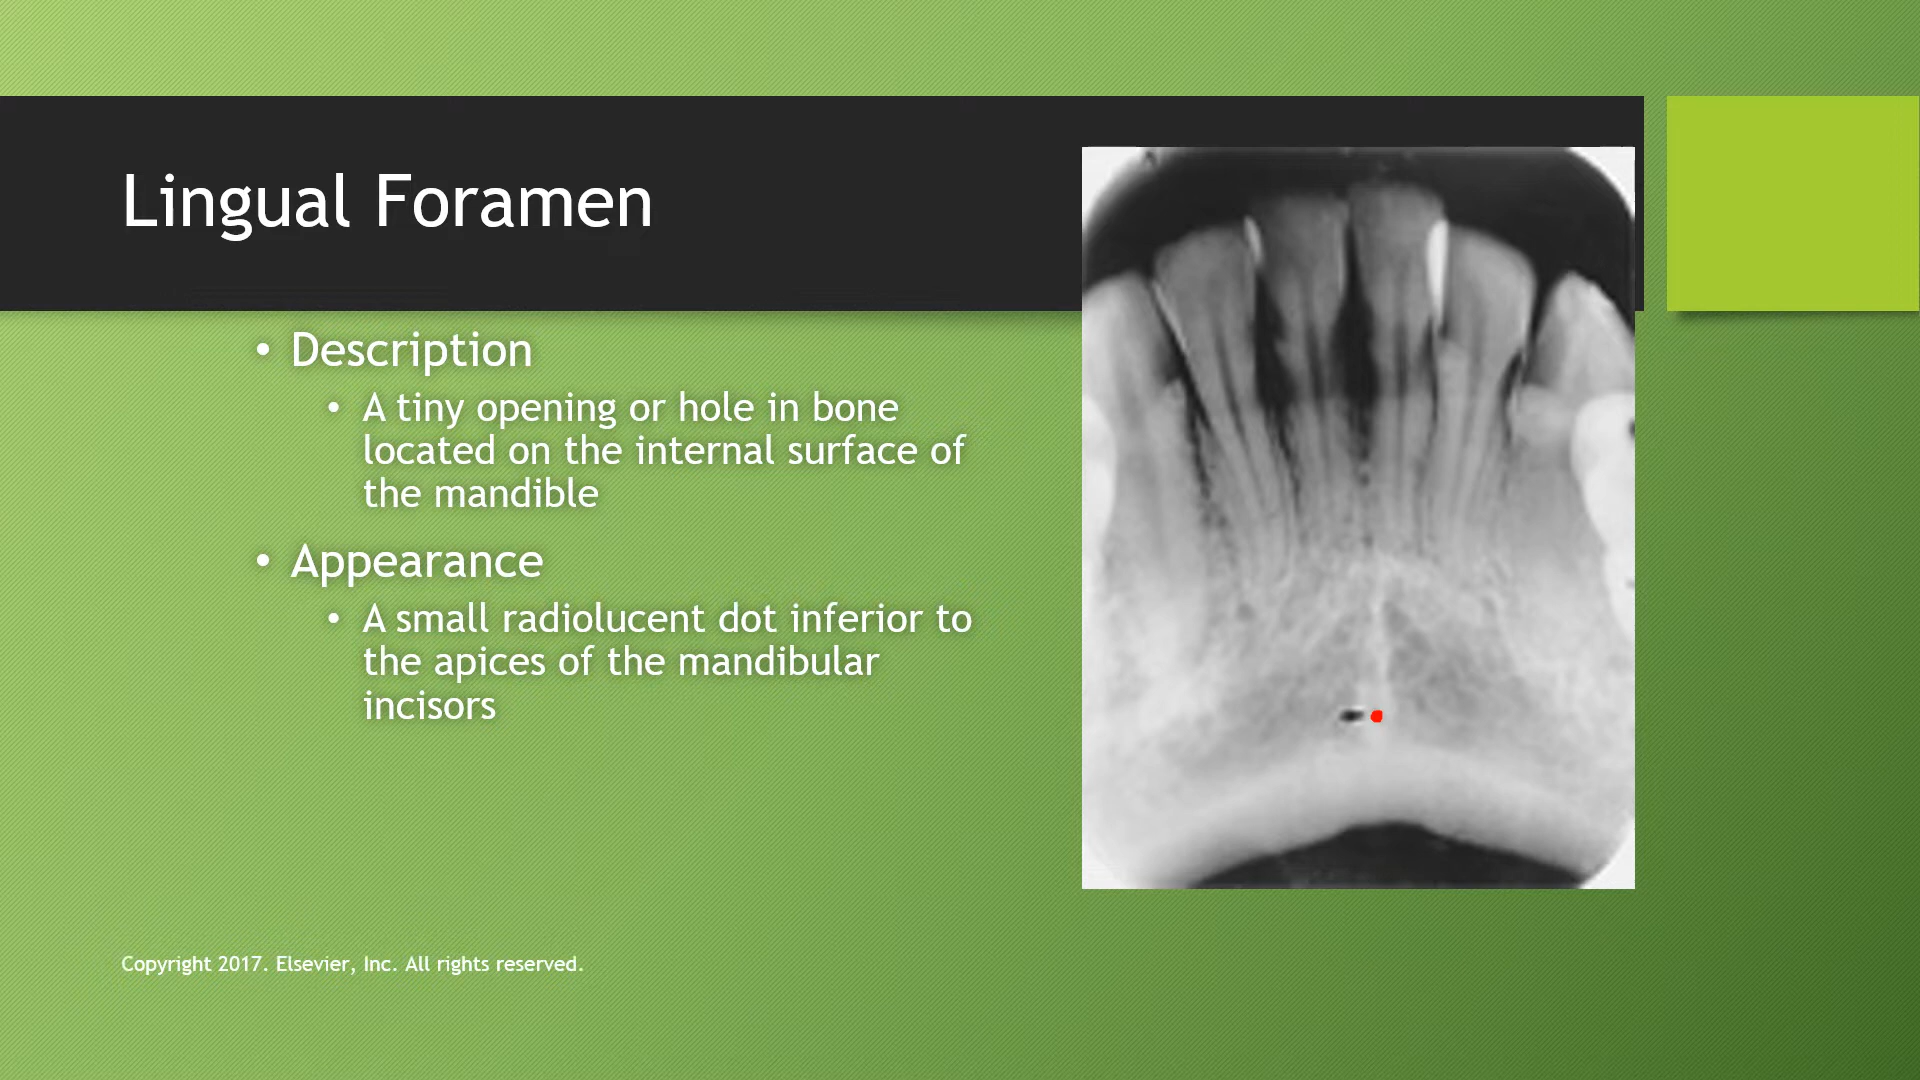 Lingual Foramen
• Description
• A tiny opening or hole in bone
located on the internal surface of
the mandible
• Appearance
• A small radiolucent dot inferior to
the apices of the mandibular
incisors
Copyright 2017. Elsevier, Inc. All rights reserved.